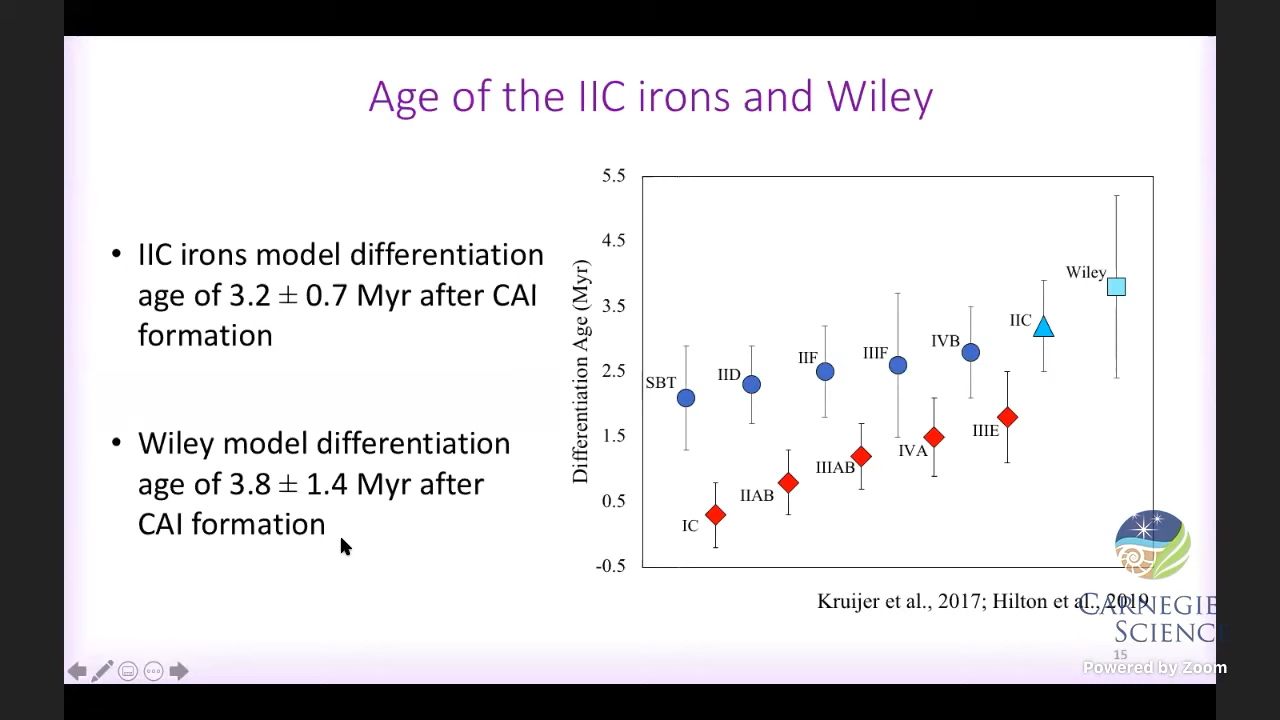 Age of the IIC irons and Wiley
• IIC irons model differentiation
age of 3.2 ± 0.7 Myr after CAI
formation
• Wiley model differentiation
age of 3.8 ± 1.4 Myr after
CAI formation
Differentiation Age (Myr)
5.5
4.5
3.5
2.5
1.5
0.5
-0.5
SBT
IID
IIF
IIIF
IVB
IIC
Wiley
IC
IIAB
IIIAB
IVA
IIIE
Kruijer et al., 2017; Hilton et al., 2019
CARNEGIE
SCIENCE
15
Powered by Zoom